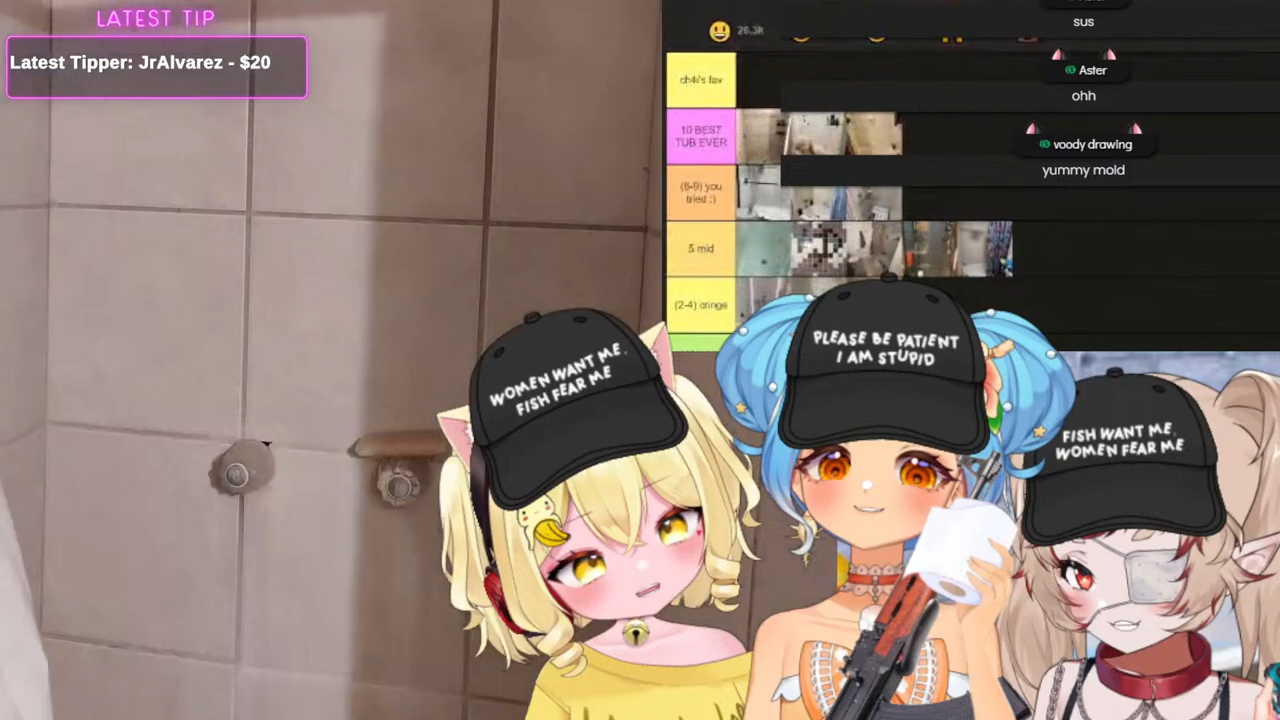 LATEST TIP
Latest Tipper: JrAlvarez - $20
26.3k
sus
Aster
ohh
voody drawing
yummy mold
ch4i's fav
10 BEST
TUB EVER
(6-9) you
tried :)
5 mid
(2-4) cringe
WOMEN WANT ME,
FISH FEAR ME
PLEASE BE PATIENT
I AM STUPID
FISH WANT ME,
WOMEN FEAR ME